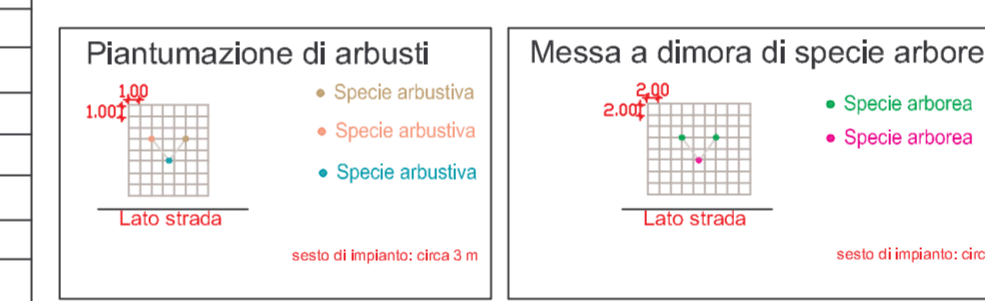 Piantumazione di arbusti
1.00
1.00
Specie arbustiva
Specie arbustiva
Specie arbustiva
Lato strada
sesto di impianto: circa 3 m
Messa a dimora di specie arbore
2.00
2.00
Specie arborea
Specie arborea
Lato strada
sesto di impianto: circ